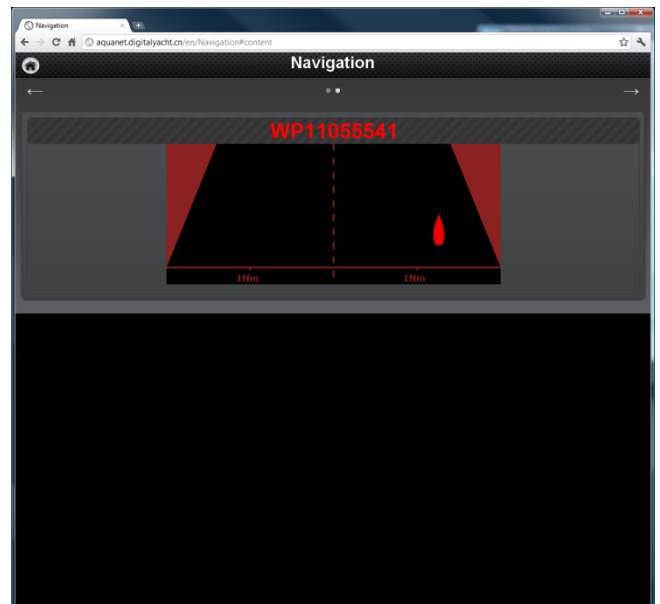 Navigation
aquanet.digitalyacht.cn/en/Navigation#content
Navigation
WP11055541
1Nm 1Nm